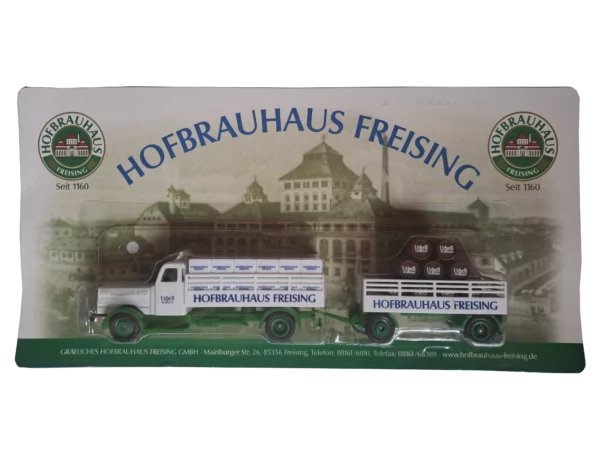 HOFBRAUHAUS FREISING
HOFBRAUHAUS
FREISING
Seit 1160
HOFBRAUHAUS
FREISING
Seit 1160
HOFBRAUHAUS FREISING
HOFBRAUHAUS FREISING
GRÄFLICHES HOFBRAUHAUS FREISING GMBH · Mainburger Str. 26, 85356 Freising, Telefon: 08161-6010, Telefax: 08161/68309 www.hofbrauhaus-freising.de